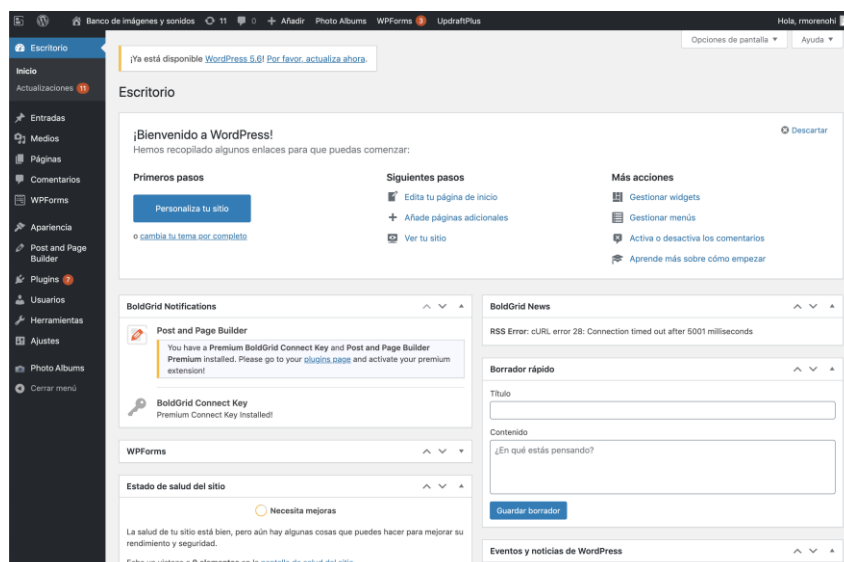 Banco de imágenes y sonidos 11 0 + Añadir Photo Albums WPForms 3 UpdraftPlus Hola, rmorenohi
Opciones de pantalla ▼ Ayuda ▼
Escritorio
Inicio
Actualizaciones 11
Entradas
Medios
Páginas
Comentarios
WPForms
Apariencia
Post and Page
Builder
Plugins 7
Usuarios
Herramientas
Ajustes
Photo Albums
Cerrar menú
¡Ya está disponible WordPress 5.6! Por favor, actualiza ahora.
Escritorio
¡Bienvenido a WordPress!
Descartar
Hemos recopilado algunos enlaces para que puedas comenzar:
Primeros pasos
Personaliza tu sitio
o cambia tu tema por completo
Siguientes pasos
Edita tu página de inicio
Añade páginas adicionales
Ver tu sitio
Más acciones
Gestionar widgets
Gestionar menús
Activa o desactiva los comentarios
Aprende más sobre cómo empezar
BoldGrid Notifications
Post and Page Builder
You have a Premium BoldGrid Connect Key and Post and Page Builder
Premium installed. Please go to your plugins page and activate your premium
extension!
BoldGrid Connect Key
Premium Connect Key Installed!
WPForms
Estado de salud del sitio
Necesita mejoras
La salud de tu sitio está bien, pero aún hay algunas cosas que puedes hacer para mejorar su
rendimiento y seguridad.
BoldGrid News
RSS Error: cURL error 28: Connection timed out after 5001 milliseconds
Borrador rápido
Título
Contenido
¿En qué estás pensando?
Guardar borrador
Eventos y noticias de WordPress